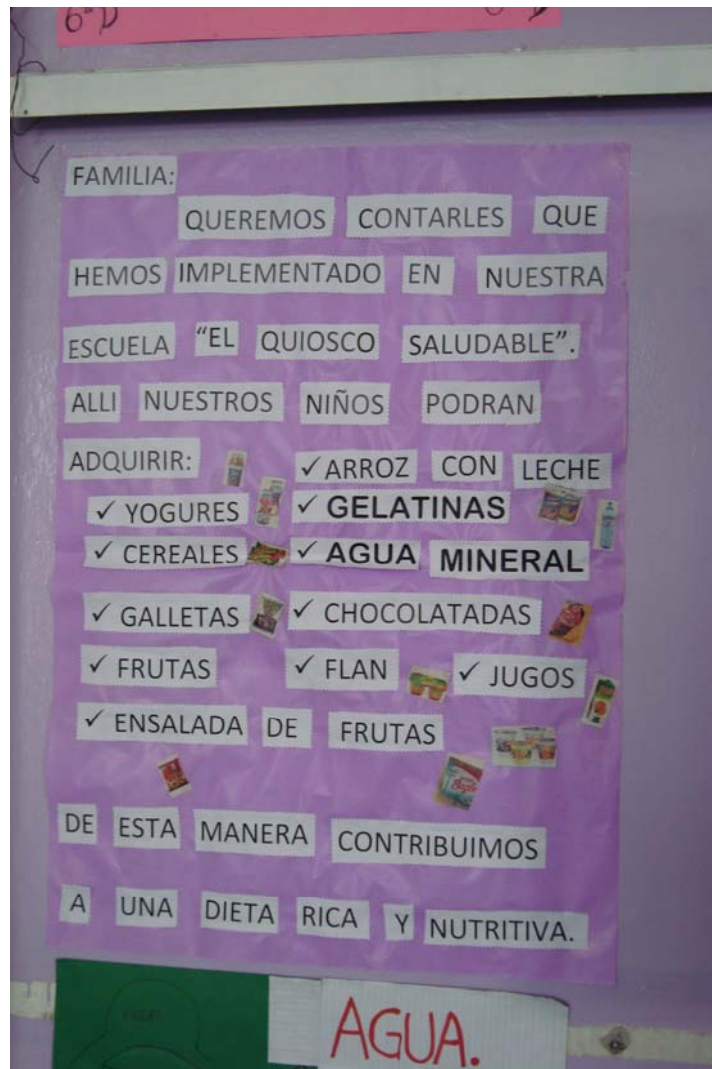 6º D
FAMILIA:
QUEREMOS CONTARLES QUE
HEMOS IMPLEMENTADO EN NUESTRA
ESCUELA “EL QUIOSCO SALUDABLE”.
ALLI NUESTROS NIÑOS PODRAN
ADQUIRIR: ✓ ARROZ CON LECHE
✓ YOGURES ✓ GELATINAS
✓ CEREALES ✓ AGUA MINERAL
✓ GALLETAS ✓ CHOCOLATADAS
✓ FRUTAS ✓ FLAN ✓ JUGOS
✓ ENSALADA DE FRUTAS
DE ESTA MANERA CONTRIBUIMOS
A UNA DIETA RICA Y NUTRITIVA.
AGUA.